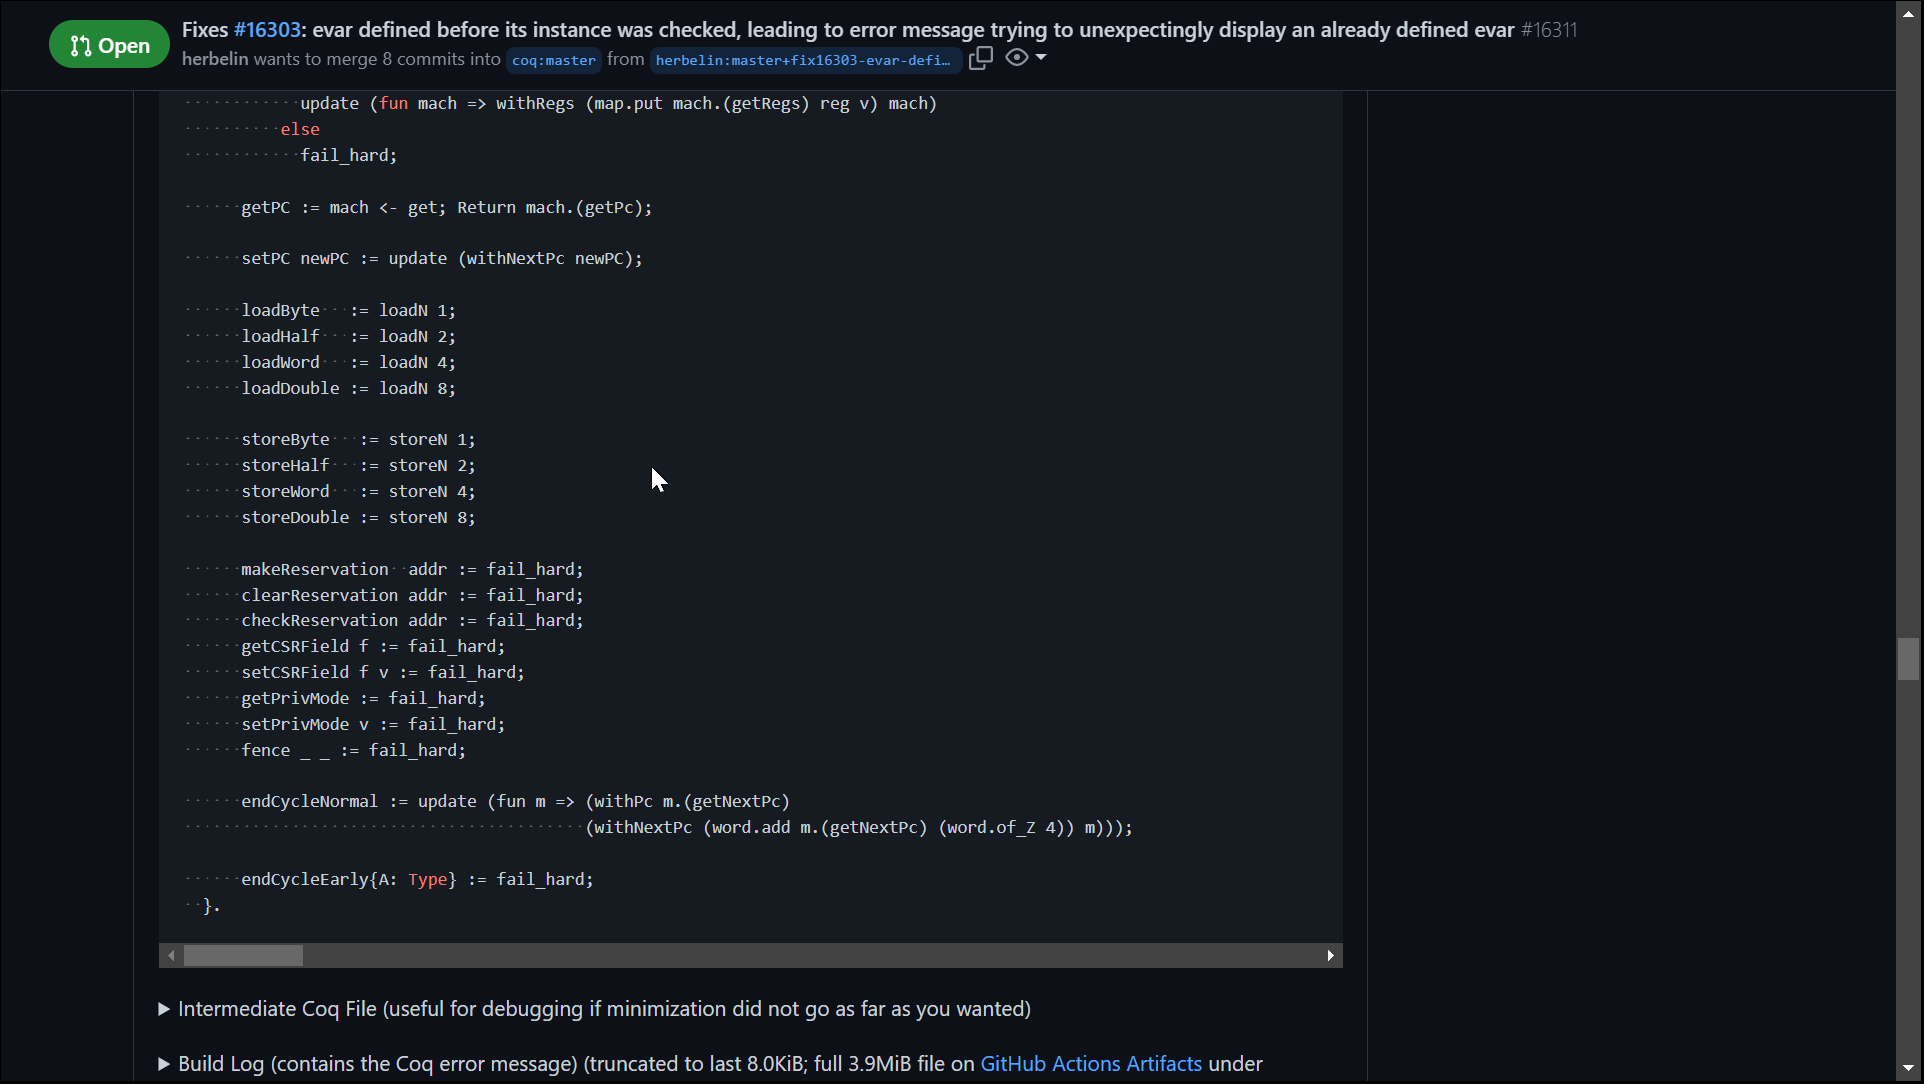 Open
Fixes #16303: evar defined before its instance was checked, leading to error message trying to unexpectingly display an already defined evar #16311
herbelin wants to merge 8 commits into coq:master from herbelin:master+fix16303-evar-defi…
update (fun mach => withRegs (map.put mach.(getRegs) reg v) mach)
else
fail_hard;
getPC := mach <- get; Return mach.(getPc);
setPC newPC := update (withNextPc newPC);
loadByte := loadN 1;
loadHalf := loadN 2;
loadWord := loadN 4;
loadDouble := loadN 8;
storeByte := storeN 1;
storeHalf := storeN 2;
storeWord := storeN 4;
storeDouble := storeN 8;
makeReservation addr := fail_hard;
clearReservation addr := fail_hard;
checkReservation addr := fail_hard;
getCSRField f := fail_hard;
setCSRField f v := fail_hard;
getPrivMode := fail_hard;
setPrivMode v := fail_hard;
fence _ _ := fail_hard;
endCycleNormal := update (fun m => (withPc m.(getNextPc)
(withNextPc (word.add m.(getNextPc) (word.of_Z 4)) m)));
endCycleEarly{A: Type} := fail_hard;
}.
Intermediate Coq File (useful for debugging if minimization did not go as far as you wanted)
Build Log (contains the Coq error message) (truncated to last 8.0KiB; full 3.9MiB file on GitHub Actions Artifacts under